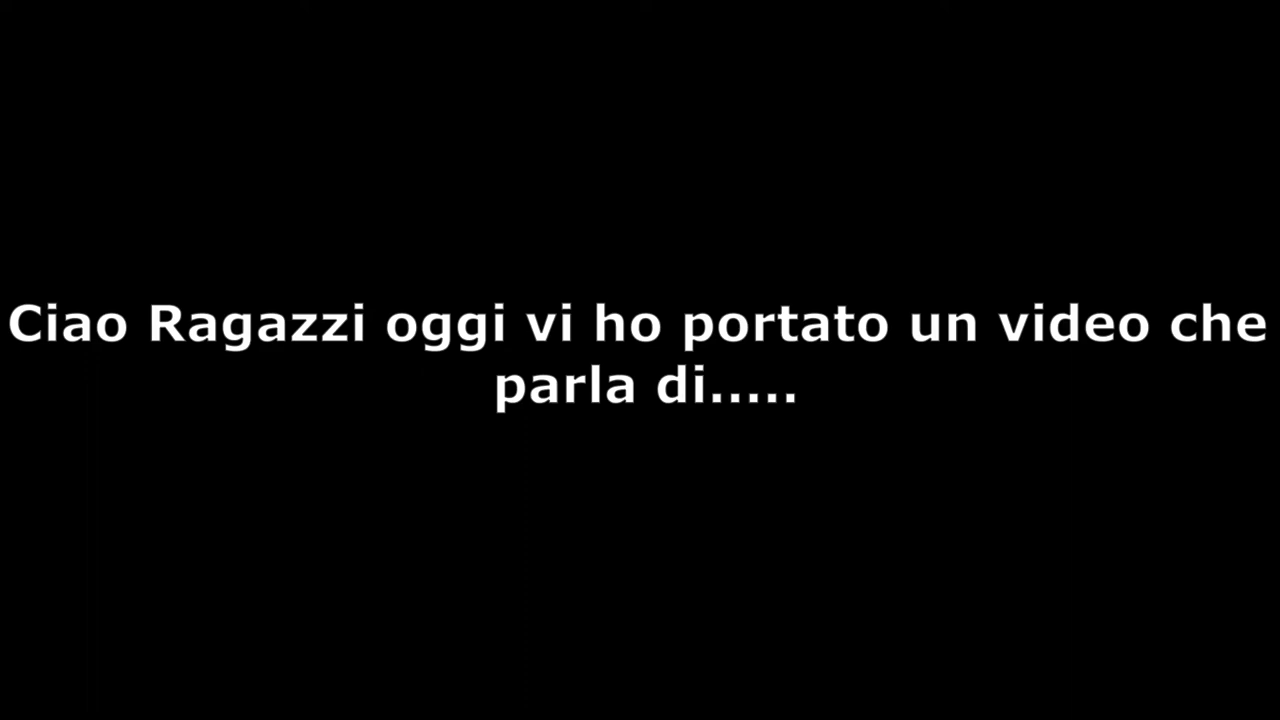 Ciao Ragazzi oggi vi ho portato un video che
parla di.....